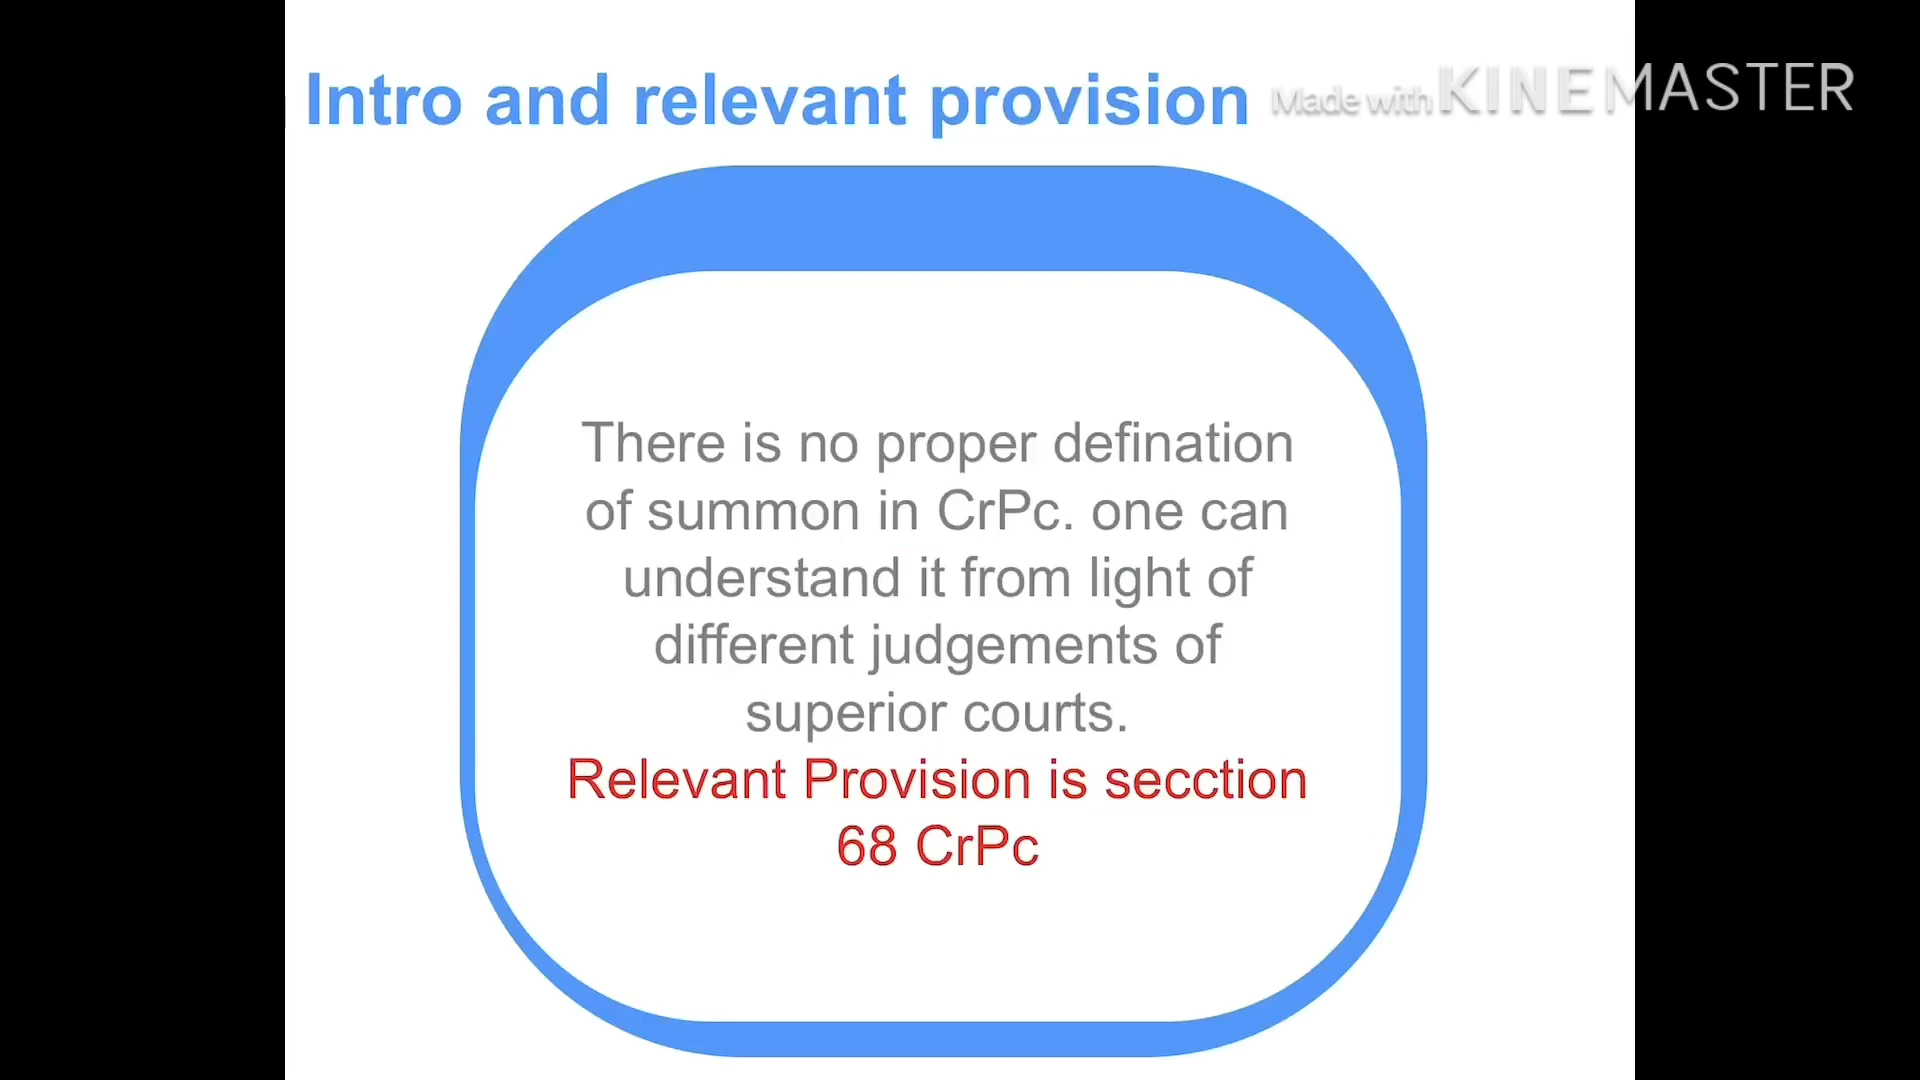 Intro and relevant provision
Made with KINEMASTER
There is no proper defination
of summon in CrPc. one can
understand it from light of
different judgements of
superior courts.
Relevant Provision is secction
68 CrPc